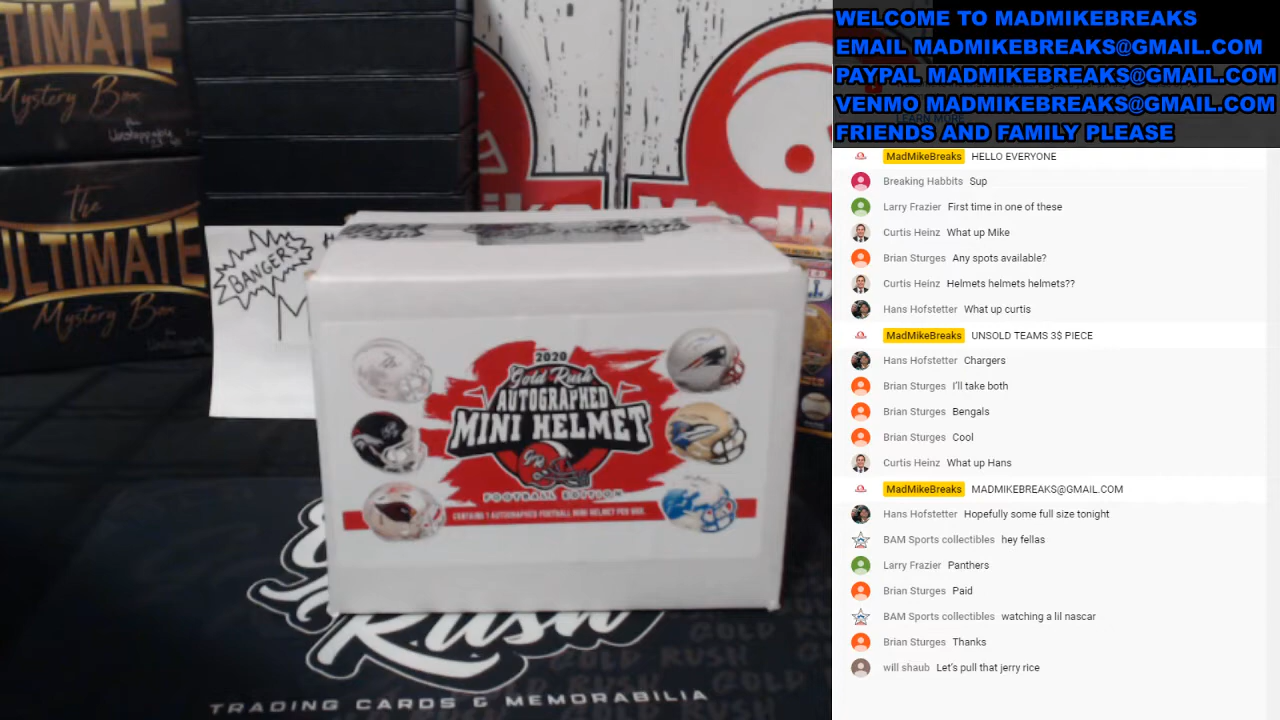 ULTIMATE
Mystery Box
The
ULTIMATE
Mystery Box
BANGERS
2020
Gold Rush
AUTOGRAPHED
MINI HELMET
FOOTBALL EDITION
CONTAINS 1 AUTOGRAPHED FOOTBALL MINI HELMET PER BOX.
Rush
TRADING CARDS & MEMORABILIA
GOLD RUSH
WELCOME TO MADMIKEBREAKS
EMAIL MADMIKEBREAKS@GMAIL.COM
PAYPAL MADMIKEBREAKS@GMAIL.COM
VENMO MADMIKEBREAKS@GMAIL.COM
LEARN MORE
FRIENDS AND FAMILY PLEASE
MadMikeBreaks HELLO EVERYONE
Breaking Habbits Sup
Larry Frazier First time in one of these
Curtis Heinz What up Mike
Brian Sturges Any spots available?
Curtis Heinz Helmets helmets helmets??
Hans Hofstetter What up curtis
MadMikeBreaks UNSOLD TEAMS 3$ PIECE
Hans Hofstetter Chargers
Brian Sturges I'll take both
Brian Sturges Bengals
Brian Sturges Cool
Curtis Heinz What up Hans
MadMikeBreaks MADMIKEBREAKS@GMAIL.COM
Hans Hofstetter Hopefully some full size tonight
BAM Sports collectibles hey fellas
Larry Frazier Panthers
Brian Sturges Paid
BAM Sports collectibles watching a lil nascar
Brian Sturges Thanks
will shaub Let's pull that jerry rice